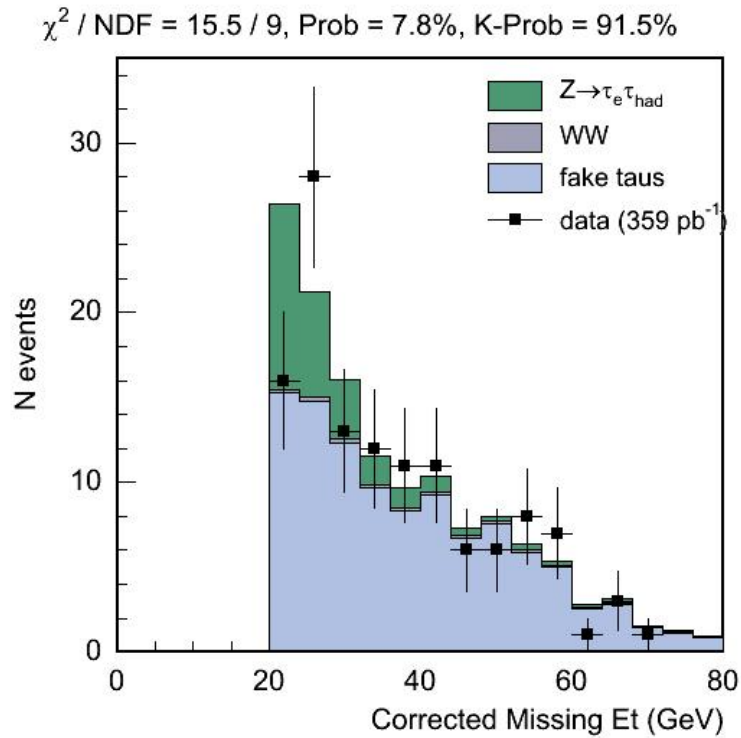 χ² / NDF = 15.5 / 9, Prob = 7.8%, K-Prob = 91.5%
Z→τₑτ_had
WW
fake taus
data (359 pb⁻¹)
N events
30
20
10
0
0
20
40
60
80
Corrected Missing Et (GeV)